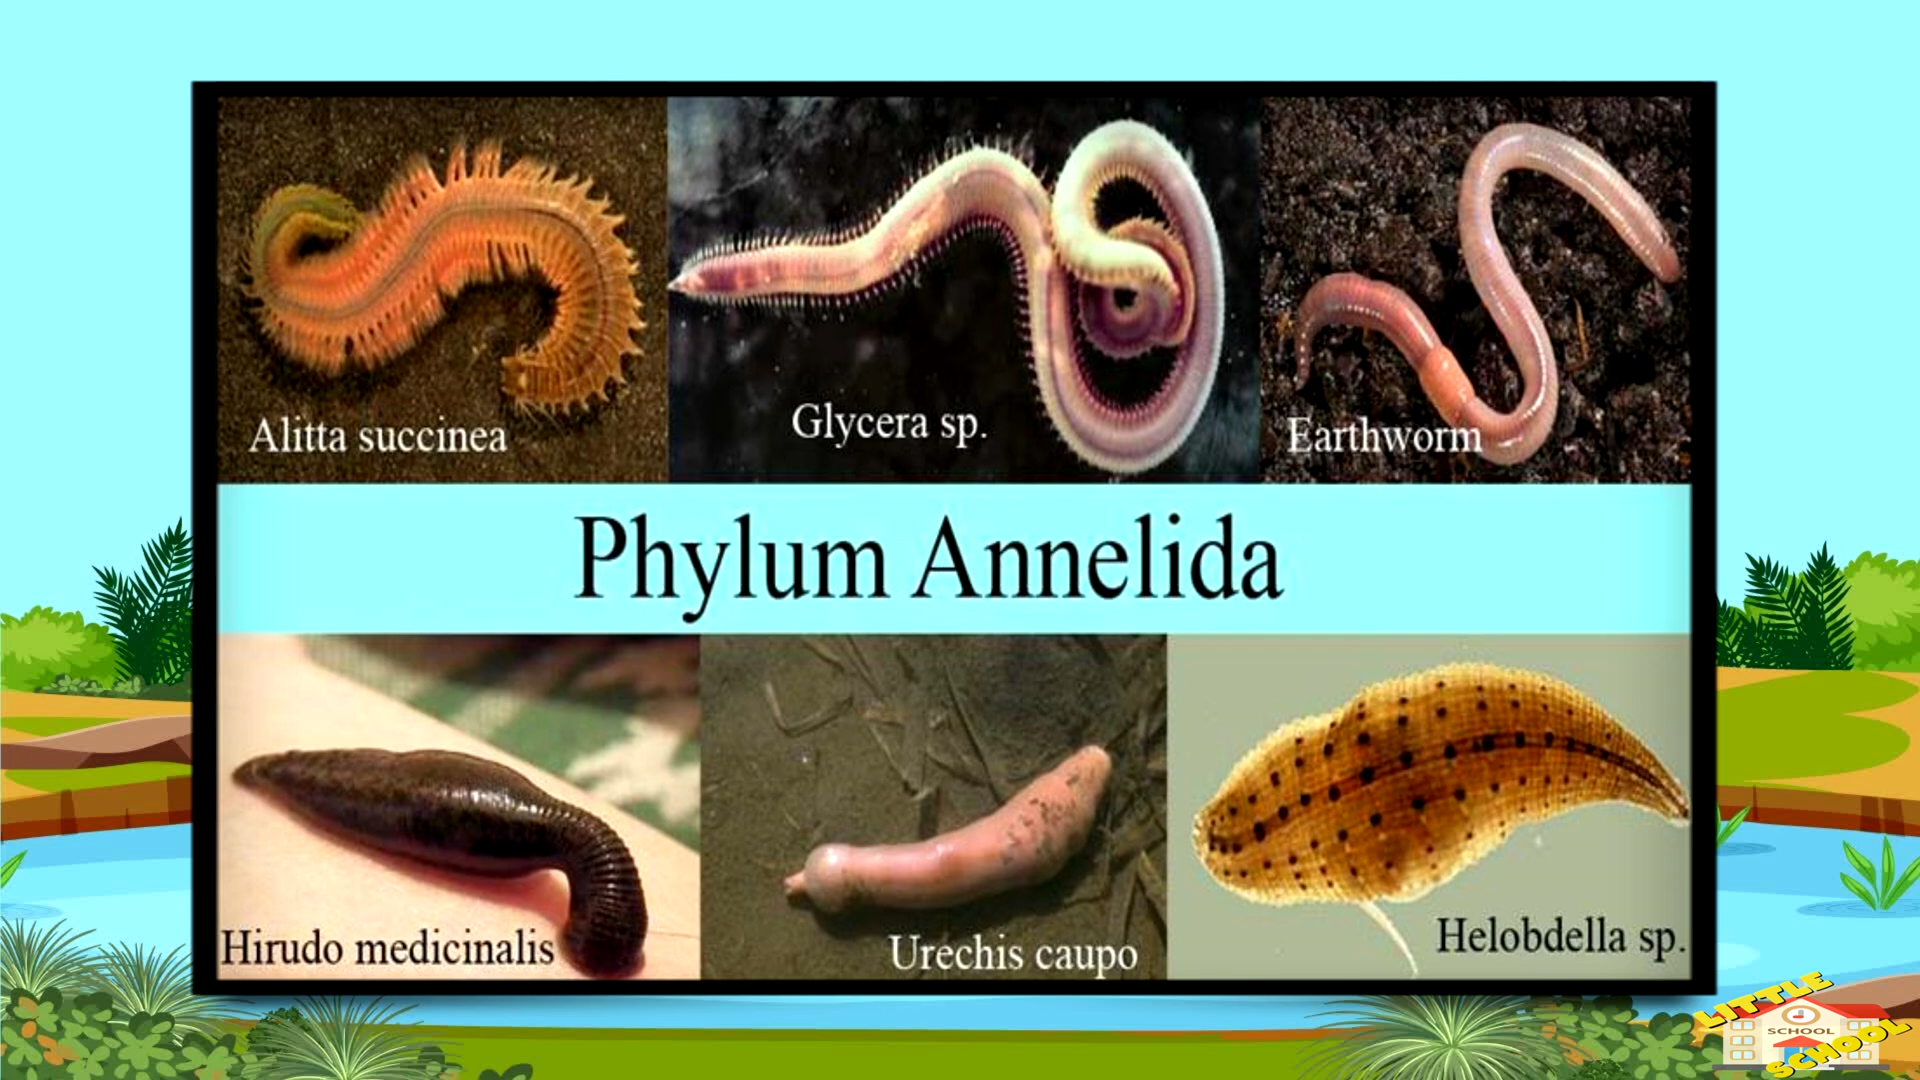 Alitta succinea
Glycera sp.
Earthworm
Phylum Annelida
Hirudo medicinalis
Urechis caupo
Helobdella sp.
LITTLE
SCHOOL
SCHOOL